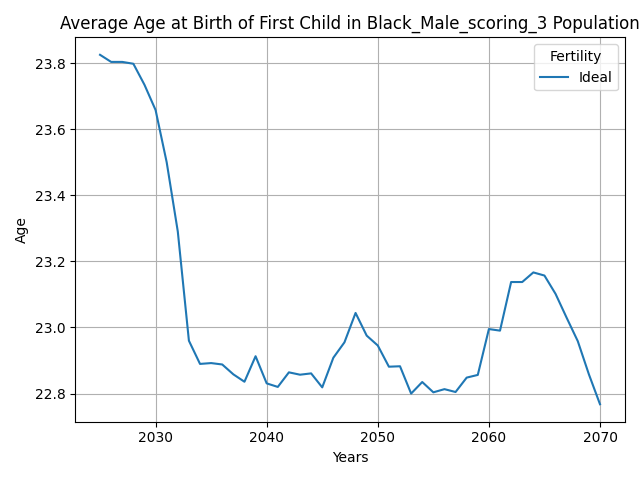 Average Age at Birth of First Child in Black_Male_scoring_3 Population
Fertility
Ideal
23.8
23.6
23.4
23.2
23.0
22.8
Age
2030
2040
2050
2060
2070
Years